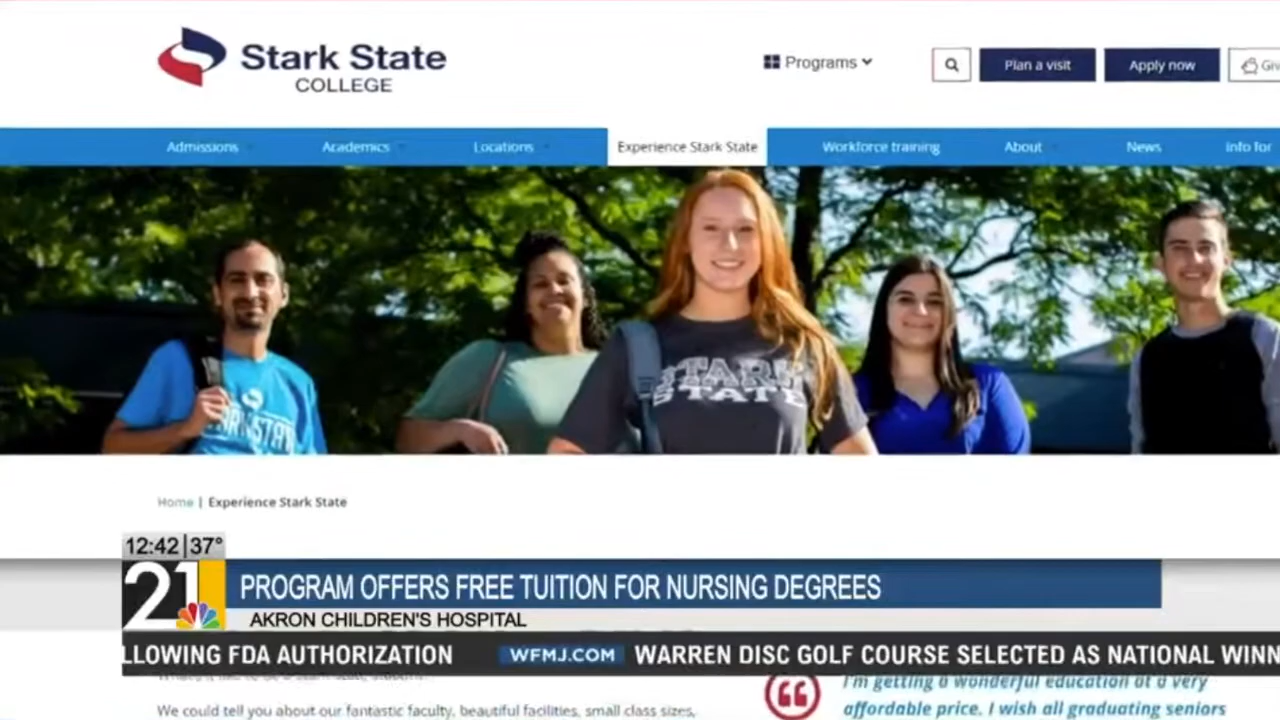 Stark State
COLLEGE
Programs
Plan a visit
Apply now
Admissions
Academics
Locations
Experience Stark State
Workforce training
About
News
Info for
STARK
STATE
Home | Experience Stark State
12:42 37°
21
PROGRAM OFFERS FREE TUITION FOR NURSING DEGREES
AKRON CHILDREN'S HOSPITAL
LLOWING FDA AUTHORIZATION WFMJ.COM WARREN DISC GOLF COURSE SELECTED AS NATIONAL WINN
I'm getting a wonderful education at a very
We could tell you about our fantastic faculty, beautiful facilities, small class sizes,
affordable price. I wish all graduating seniors